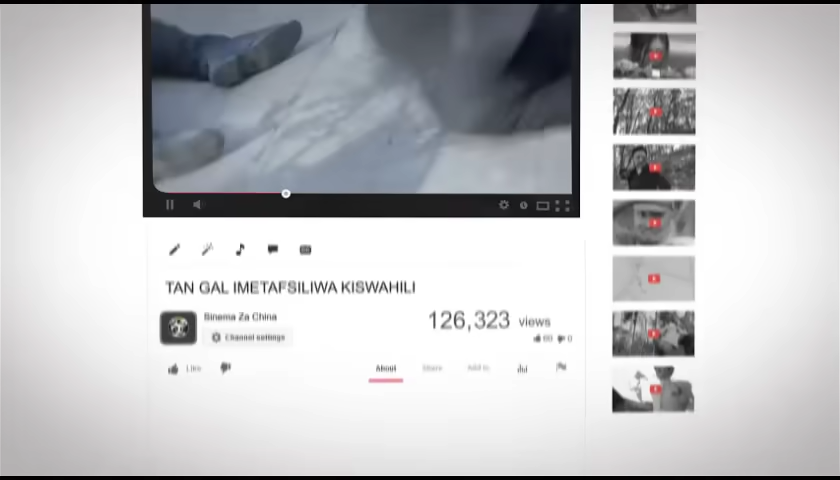 TAN GAL IMETAFSILIWA KISWAHILI
Sinema Za China
126,323 views
Channel settings
Like
About
Share
Add to